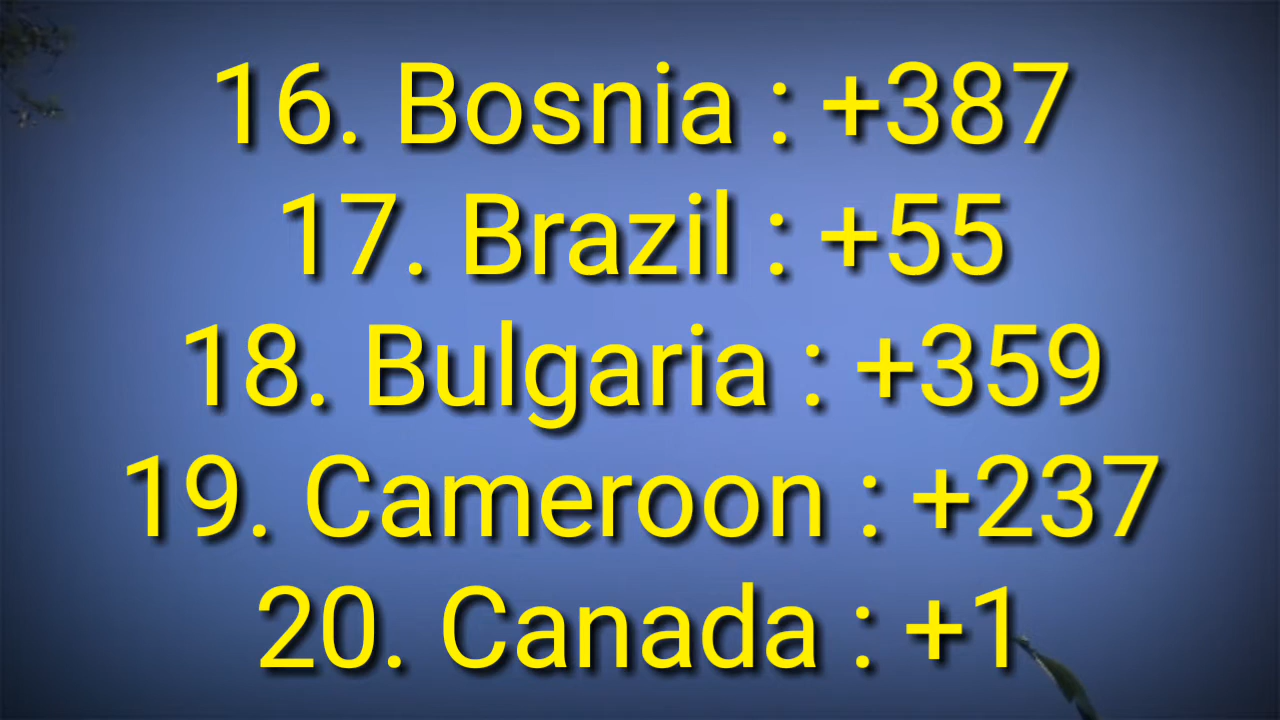 16. Bosnia : +387
17. Brazil : +55
18. Bulgaria : +359
19. Cameroon : +237
20. Canada : +1